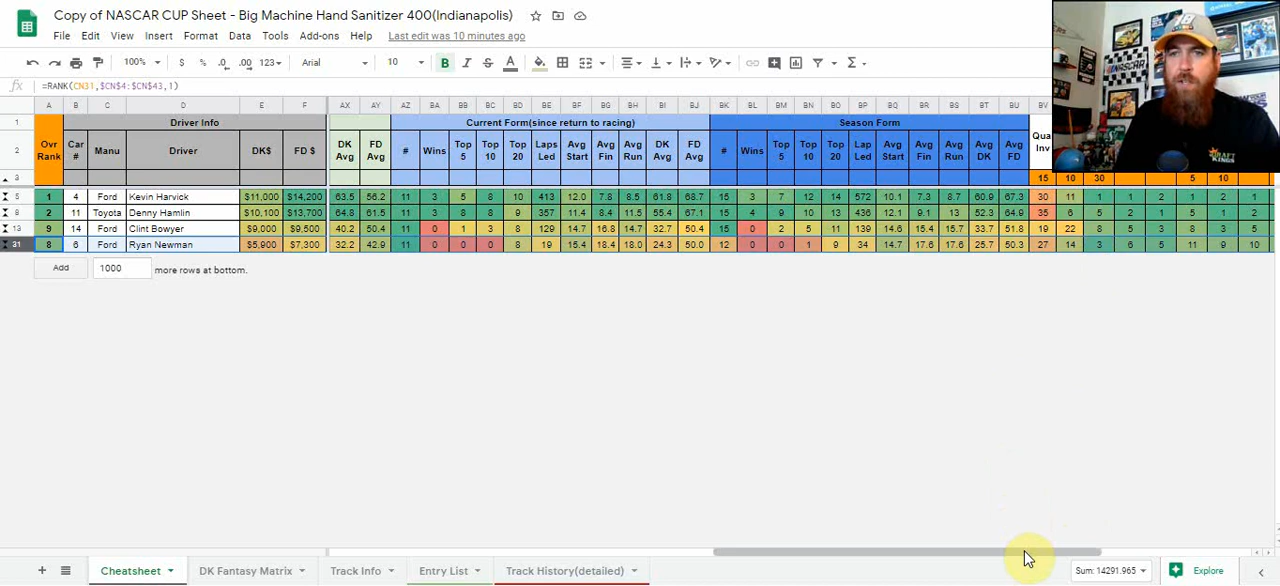 Copy of NASCAR CUP Sheet - Big Machine Hand Sanitizer 400(Indianapolis)
File Edit View Insert Format Data Tools Add-ons Help Last edit was 10 minutes ago
100% $ % .0 .00 123 Arial 10 B I S A
fx =RANK(CN31,$CN$4:$CN$43,1)
A B C D E F AX AY AZ BA BB BC BD BE BF BG BH BI BJ BK BL BM BN BO BP BQ BR BS BT BU BV
1 Driver Info Current Form(since return to racing) Season Form
2 Ovr Rank Car # Manu Driver DK$ FD $ DK Avg FD Avg # Wins Top 5 Top 10 Top 20 Laps Led Avg Start Avg Fin Avg Run DK Avg FD Avg # Wins Top 5 Top 10 Top 20 Lap Led Avg Start Avg Fin Avg Run Avg DK Avg FD Qua Inv
3 15 10 30 5 10
5 1 4 Ford Kevin Harvick $11,000 $14,200 63.5 56.2 11 3 5 8 10 413 12.0 7.8 8.5 61.8 68.7 15 3 7 12 14 572 10.1 7.3 8.7 60.9 67.3 30 11 1 1 2 1 2 1
8 2 11 Toyota Denny Hamlin $10,100 $13,700 64.8 61.5 11 3 8 8 9 357 11.4 8.4 11.5 55.4 67.1 15 4 9 10 13 436 12.1 9.1 13 52.3 64.9 35 6 5 2 1 5 1 2
13 9 14 Ford Clint Bowyer $9,000 $9,500 40.2 50.4 11 0 1 3 8 129 14.7 16.8 14.7 32.7 50.4 15 0 2 5 11 139 14.6 15.4 15.7 33.7 51.8 19 22 8 5 3 8 3 5
31 8 6 Ford Ryan Newman $5,900 $7,300 32.2 42.9 11 0 0 0 8 19 15.4 18.4 18.0 24.3 50.0 12 0 0 1 9 34 14.7 17.6 17.6 25.7 50.3 27 14 3 6 5 11 9 10
Add 1000 more rows at bottom.
Cheatsheet DK Fantasy Matrix Track Info Entry List Track History(detailed) Sum: 14291.965 Explore